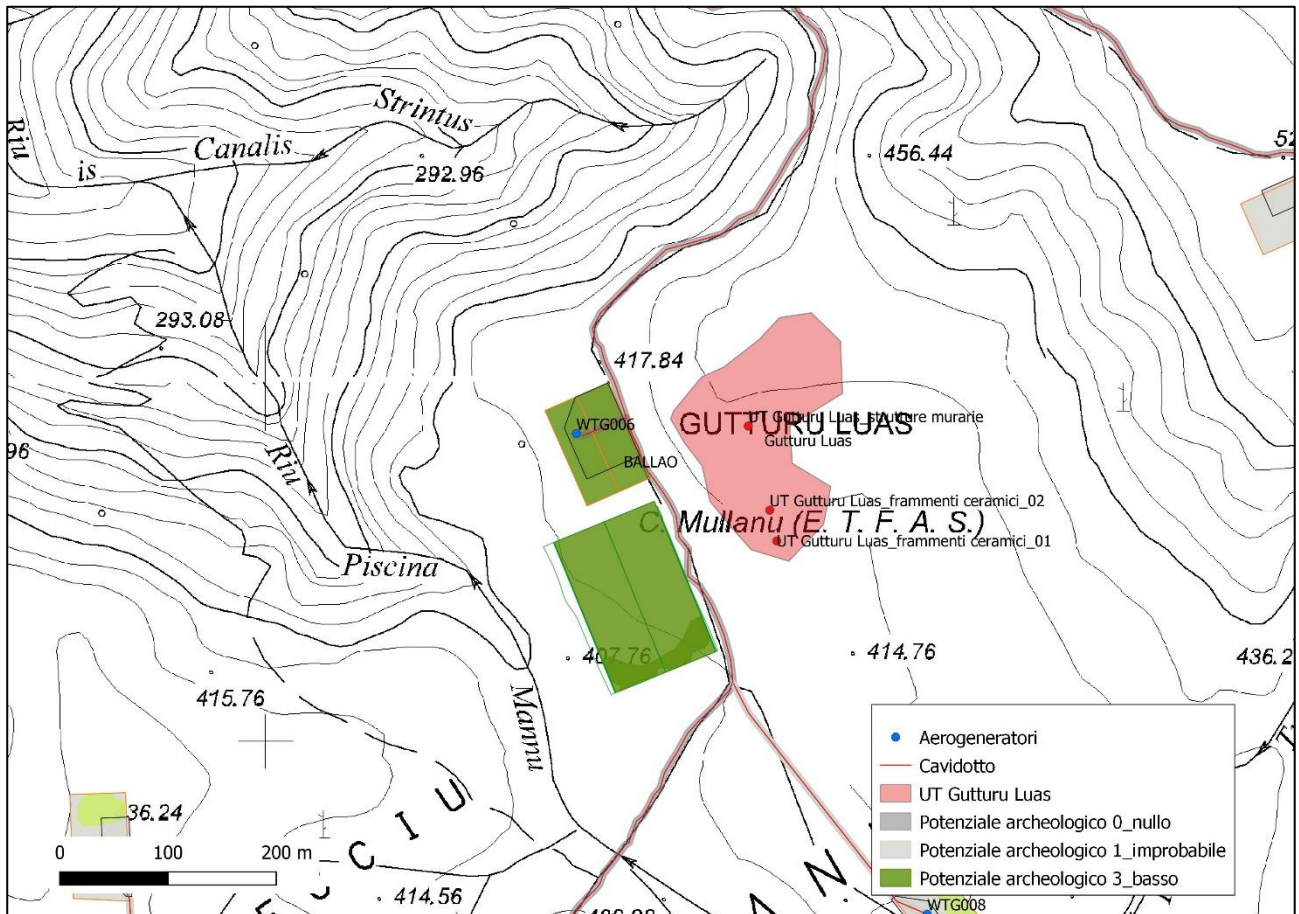 Riu
is
Canalis
Strintus
292.96
456.44
52
293.08
417.84
WTG006
BALLAO
UT Gutturu Luas_strutture murarie
GUTTURU LUAS
Gutturu Luas
96
Riu
UT Gutturu Luas_frammenti ceramici_02
C. Mullanu (E. T. F. A. S.)
UT Gutturu Luas_frammenti ceramici_01
Piscina
407.76
414.76
436.2
415.76
Mannu
36.24
C I U
0 100 200 m
414.56
A N
WTG008
Aerogeneratori
Cavidotto
UT Gutturu Luas
Potenziale archeologico 0_nullo
Potenziale archeologico 1_improbabile
Potenziale archeologico 3_basso